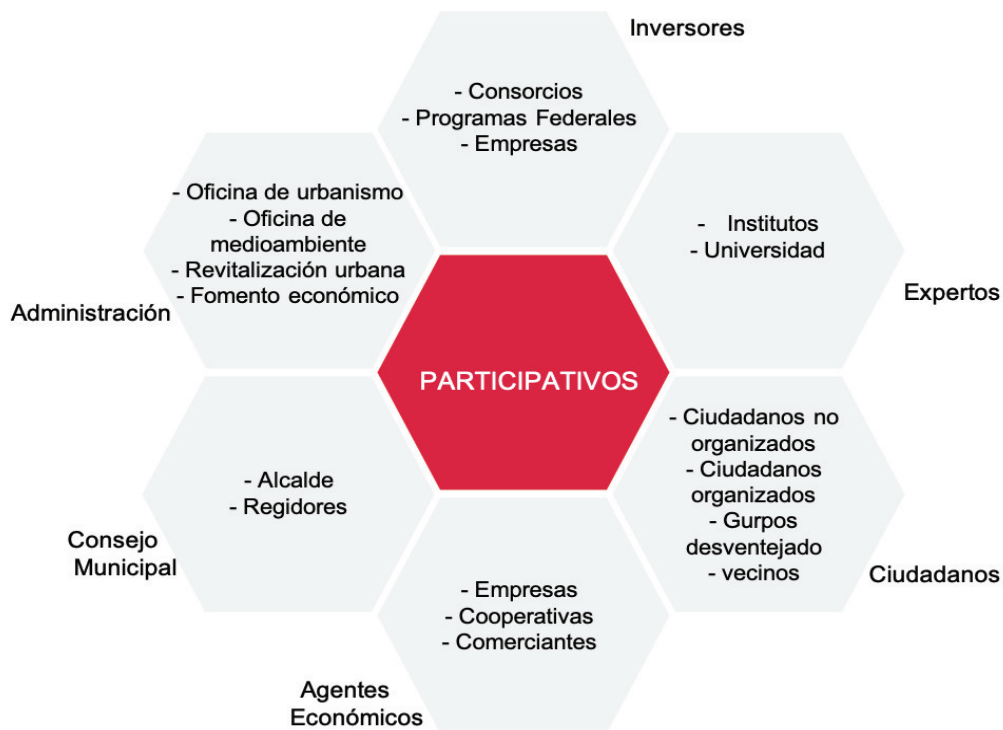 Inversores
- Consorcios
- Programas Federales
- Empresas
- Oficina de urbanismo
- Oficina de
medioambiente
- Revitalización urbana
- Fomento económico
Administración
- Institutos
- Universidad
Expertos
PARTICIPATIVOS
- Alcalde
- Regidores
Consejo
Municipal
- Ciudadanos no
organizados
- Ciudadanos
organizados
- Gurpos
desventejado
- vecinos
Ciudadanos
- Empresas
- Cooperativas
- Comerciantes
Agentes
Económicos